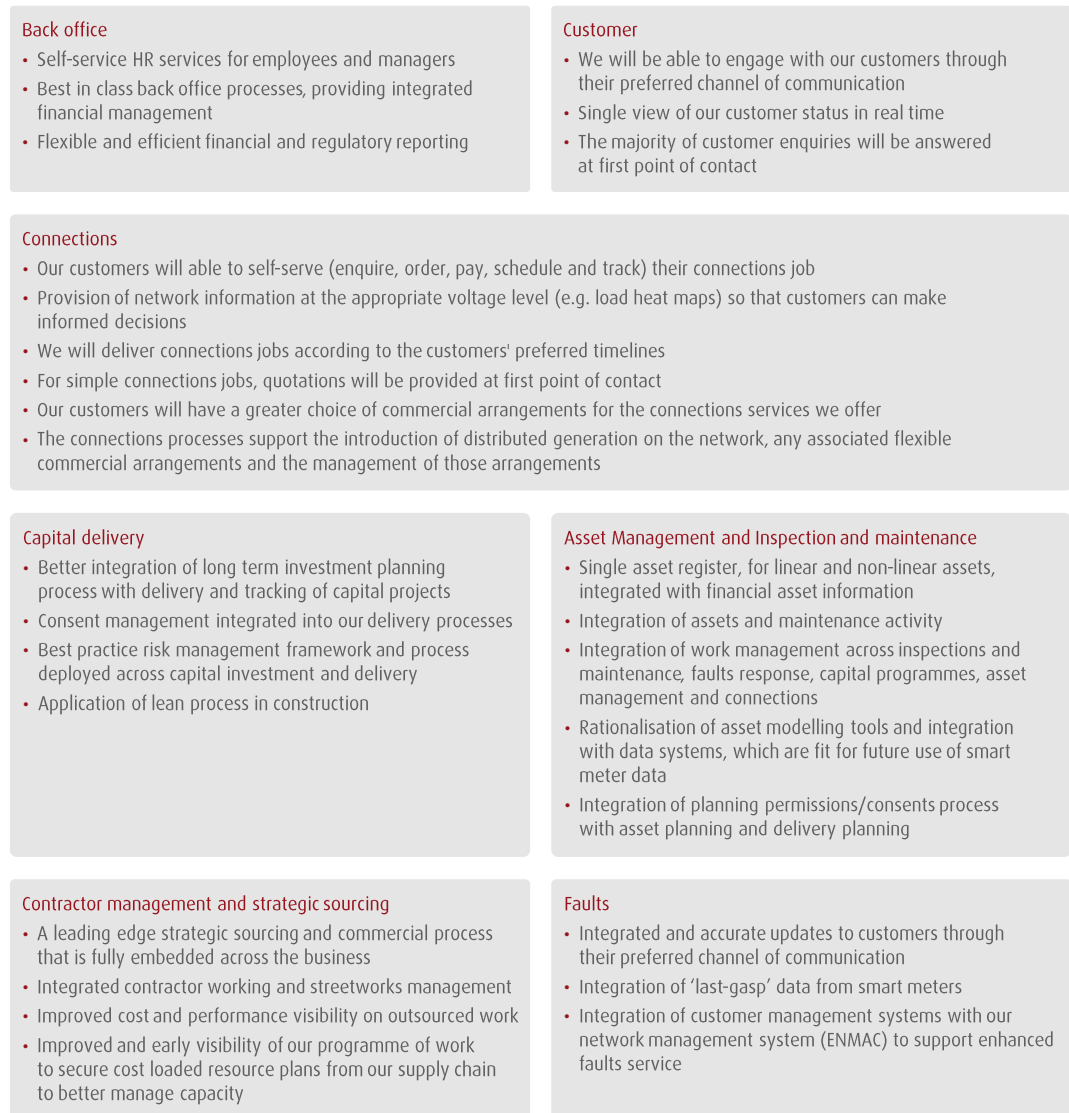 Back office
• Self-service HR services for employees and managers
• Best in class back office processes, providing integrated
financial management
• Flexible and efficient financial and regulatory reporting
Customer
• We will be able to engage with our customers through
their preferred channel of communication
• Single view of our customer status in real time
• The majority of customer enquiries will be answered
at first point of contact
Connections
• Our customers will able to self-serve (enquire, order, pay, schedule and track) their connections job
• Provision of network information at the appropriate voltage level (e.g. load heat maps) so that customers can make
informed decisions
• We will deliver connections jobs according to the customers' preferred timelines
• For simple connections jobs, quotations will be provided at first point of contact
• Our customers will have a greater choice of commercial arrangements for the connections services we offer
• The connections processes support the introduction of distributed generation on the network, any associated flexible
commercial arrangements and the management of those arrangements
Capital delivery
• Better integration of long term investment planning
process with delivery and tracking of capital projects
• Consent management integrated into our delivery processes
• Best practice risk management framework and process
deployed across capital investment and delivery
• Application of lean process in construction
Asset Management and Inspection and maintenance
• Single asset register, for linear and non-linear assets,
integrated with financial asset information
• Integration of assets and maintenance activity
• Integration of work management across inspections and
maintenance, faults response, capital programmes, asset
management and connections
• Rationalisation of asset modelling tools and integration
with data systems, which are fit for future use of smart
meter data
• Integration of planning permissions/consents process
with asset planning and delivery planning
Contractor management and strategic sourcing
• A leading edge strategic sourcing and commercial process
that is fully embedded across the business
• Integrated contractor working and streetworks management
• Improved cost and performance visibility on outsourced work
• Improved and early visibility of our programme of work
to secure cost loaded resource plans from our supply chain
to better manage capacity
Faults
• Integrated and accurate updates to customers through
their preferred channel of communication
• Integration of ‘last-gasp’ data from smart meters
• Integration of customer management systems with our
network management system (ENMAC) to support enhanced
faults service